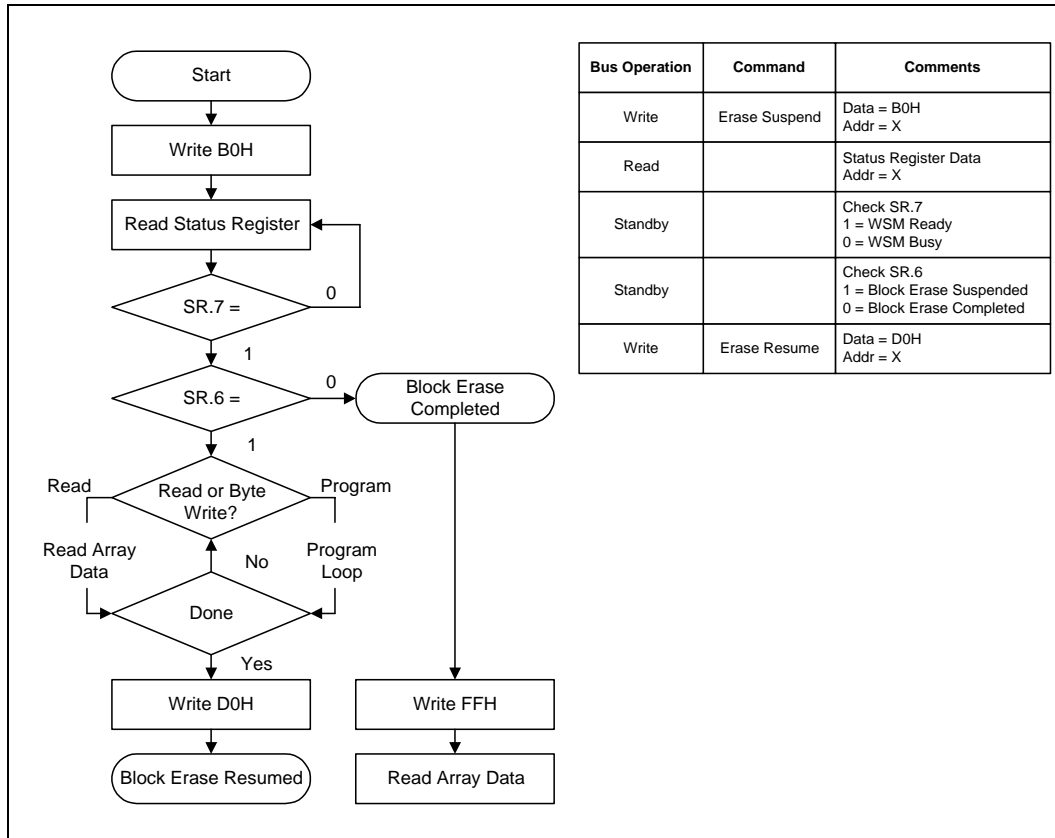 Start
Write B0H
Read Status Register
SR.7 =
0
1
SR.6 =
0
Block Erase
Completed
1
Read
Read or Byte
Write?
Program
Read Array
Data
No
Program
Loop
Done
Yes
Write D0H
Write FFH
Block Erase Resumed
Read Array Data
Bus Operation Command Comments
Write Erase Suspend Data = B0H
Addr = X
Read Status Register Data
Addr = X
Standby Check SR.7
1 = WSM Ready
0 = WSM Busy
Standby Check SR.6
1 = Block Erase Suspended
0 = Block Erase Completed
Write Erase Resume Data = D0H
Addr = X